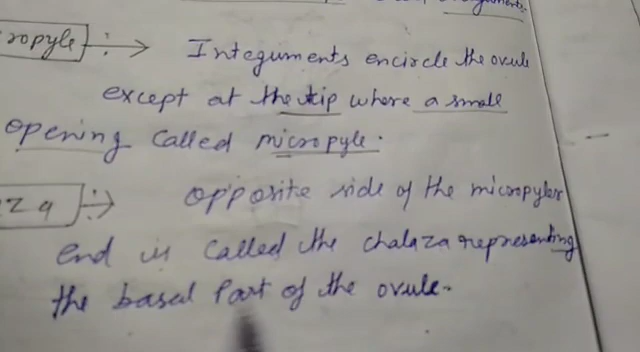 ropyle :→ Integuments encircle the ovule
except at the tip where a small
opening called micropyle.
za :→ opposite side of the micropylar
end is called the chalaza representing
the basal part of the ovule.